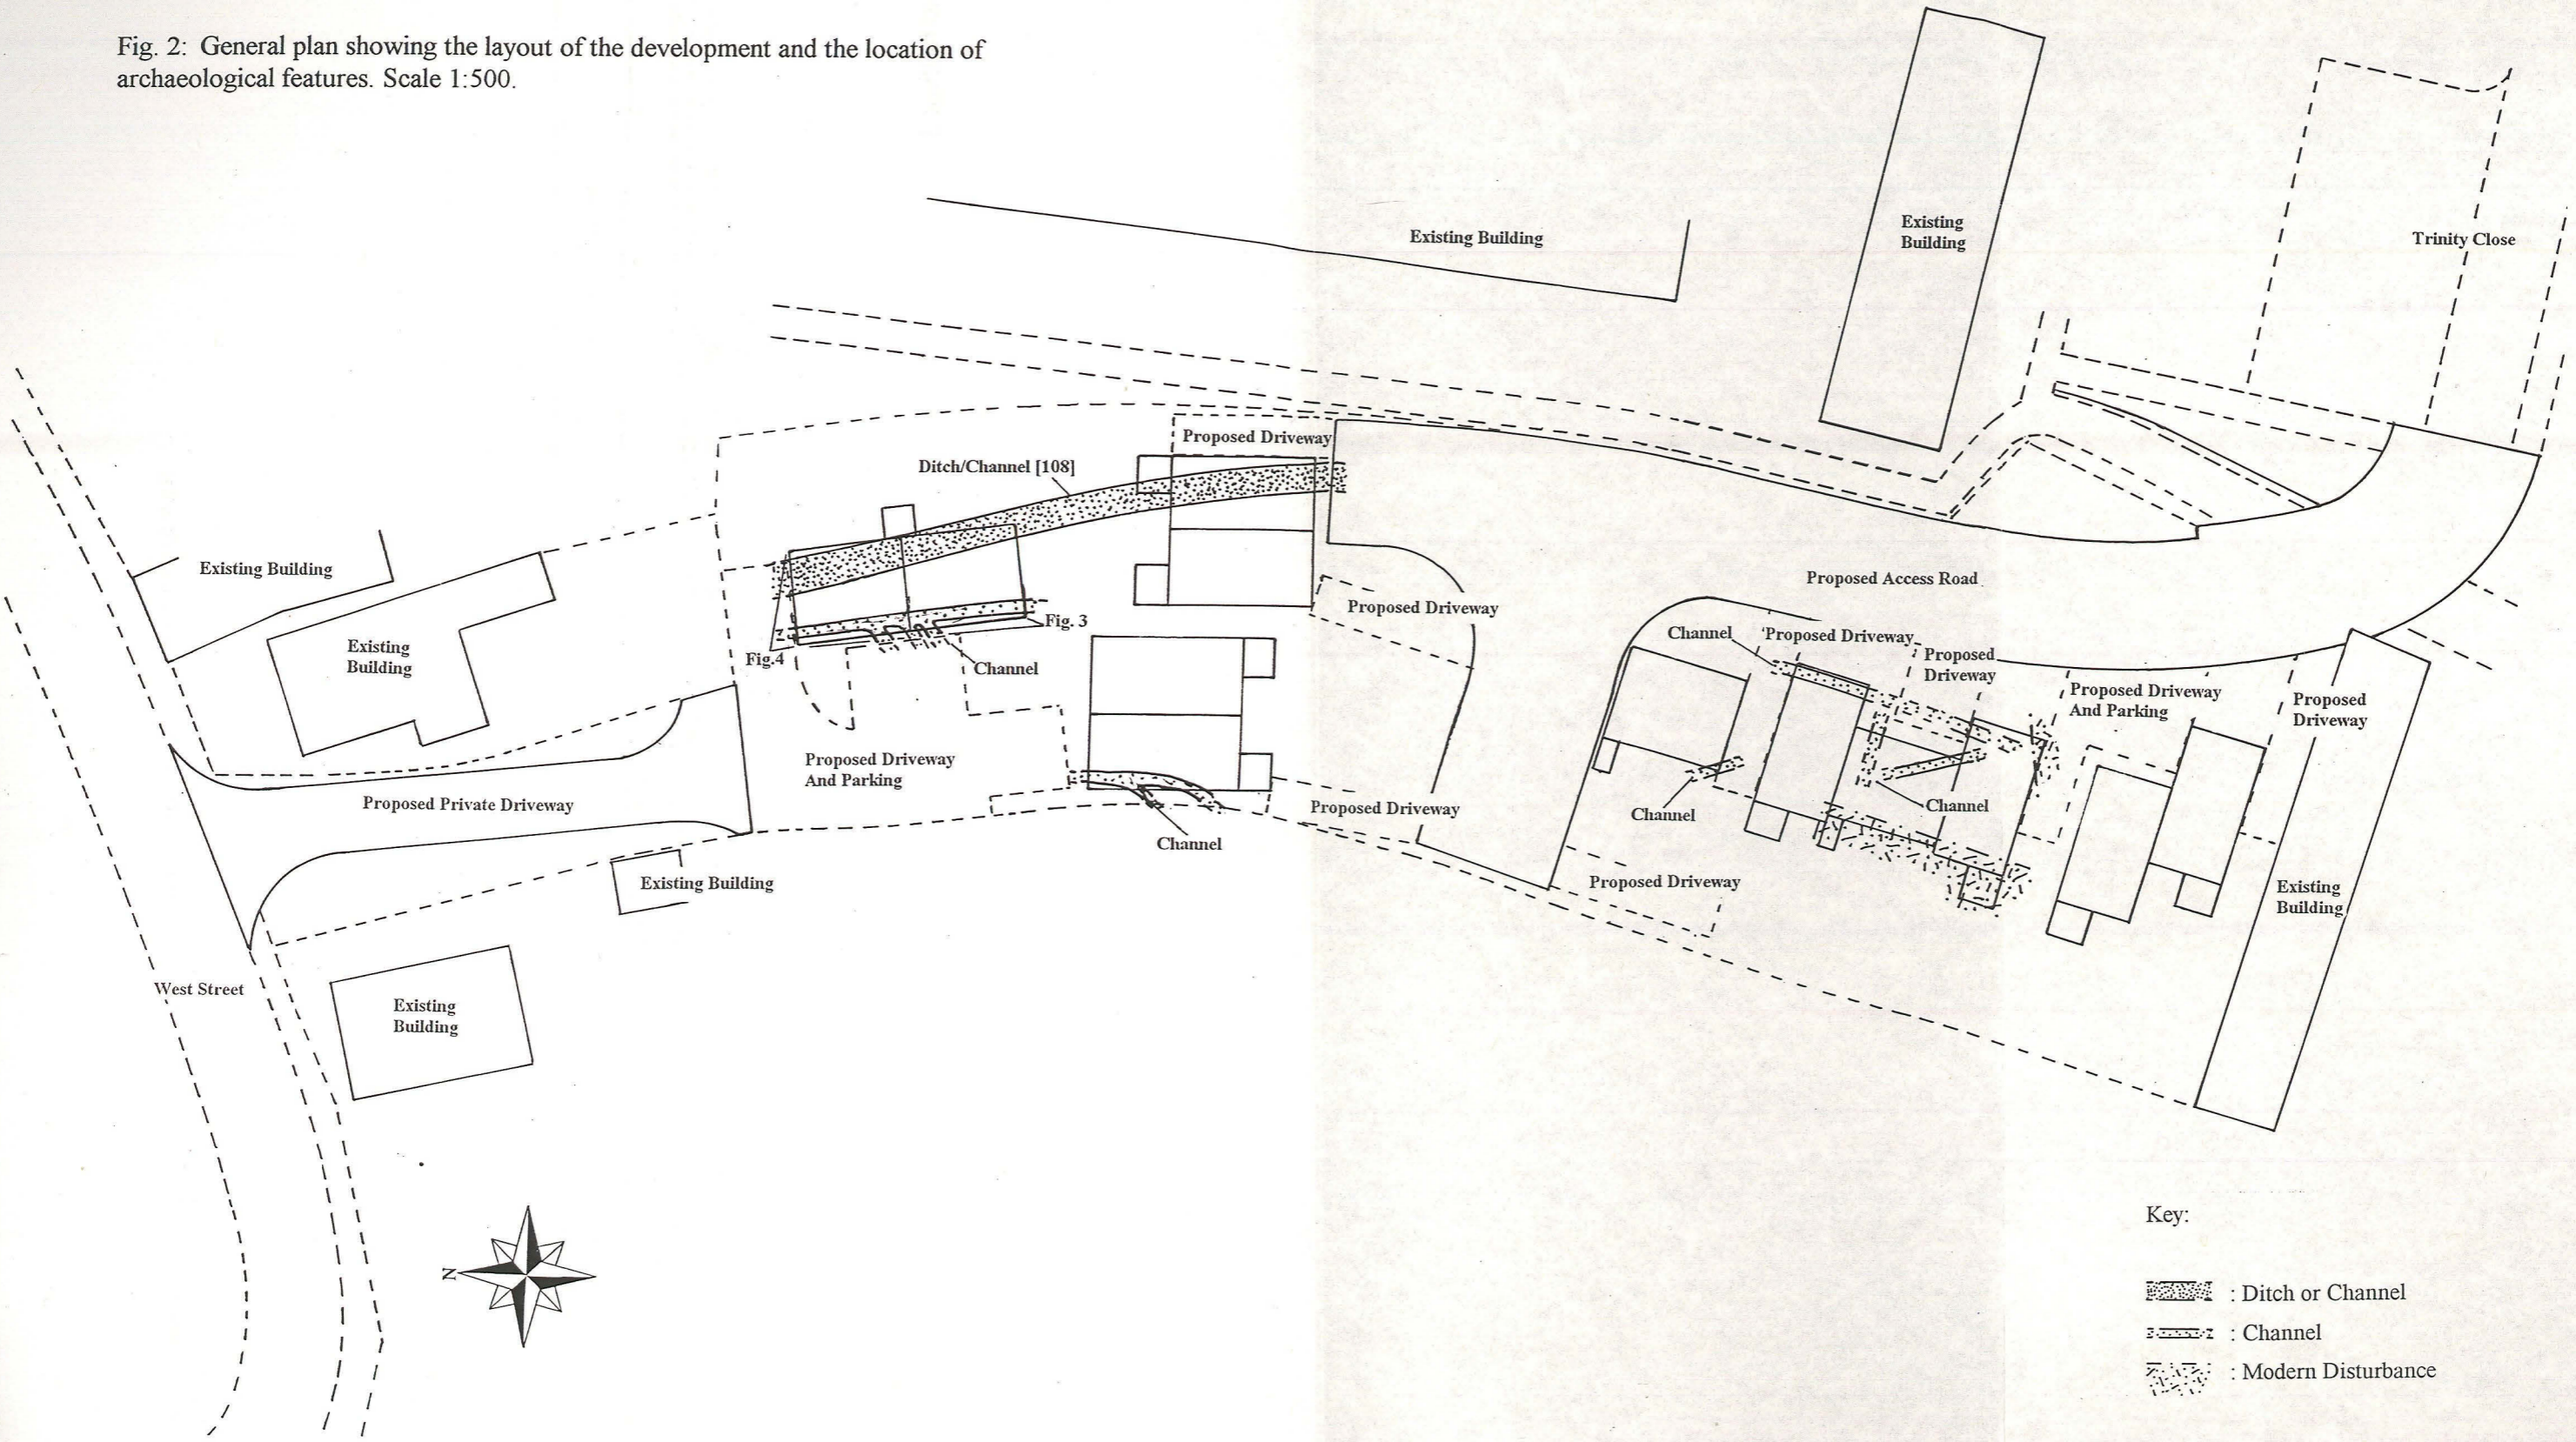 Fig. 2: General plan showing the layout of the development and the location of
archaeological features. Scale 1:500.
Existing Building
Existing
Building
Trinity Close
Proposed Driveway
Ditch/Channel [108]
Existing Building
Existing
Building
Proposed Access Road
Proposed Driveway
Fig. 3
Fig.4
Channel
Channel
Proposed Driveway
Proposed
Driveway
Proposed Driveway
And Parking
Proposed
Driveway
Proposed Driveway
And Parking
Proposed Private Driveway
Proposed Driveway
Channel
Channel
Channel
Existing Building
Proposed Driveway
Existing
Building
West Street
Existing
Building
N
Key:
: Ditch or Channel
: Channel
: Modern Disturbance